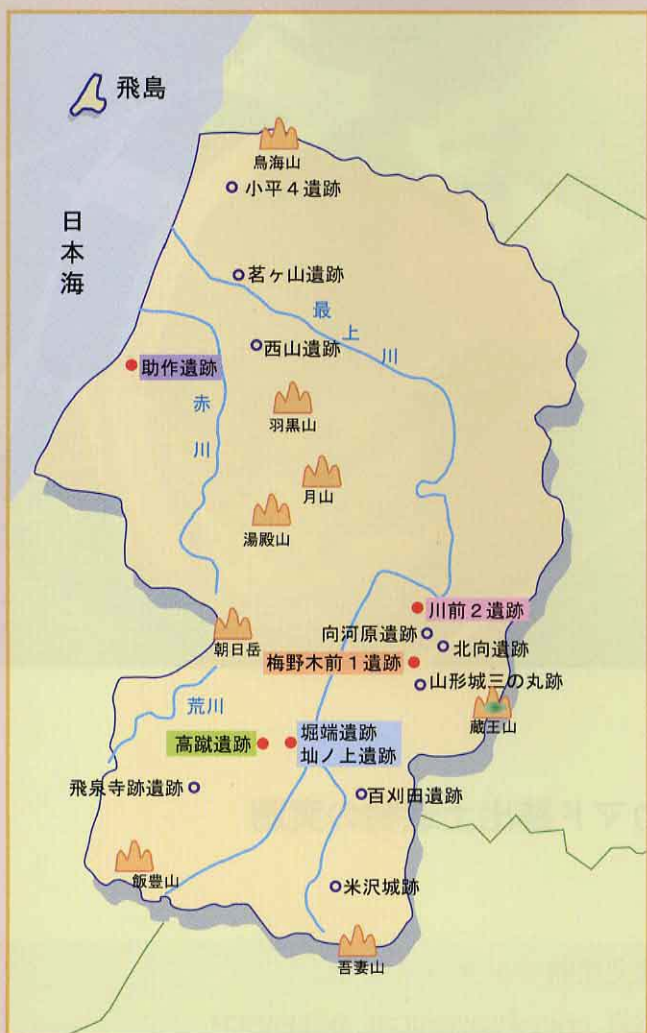 飛島
鳥海山
小平4遺跡
日本海
茗ヶ山遺跡
最上川
西山遺跡
助作遺跡
赤川
羽黒山
月山
湯殿山
川前2遺跡
向河原遺跡
朝日岳
北向遺跡
梅野木前1遺跡
山形城三の丸跡
荒川
蔵王山
高蹴遺跡
堀端遺跡
𡋽ノ上遺跡
飛泉寺跡遺跡
百刈田遺跡
飯豊山
米沢城跡
吾妻山